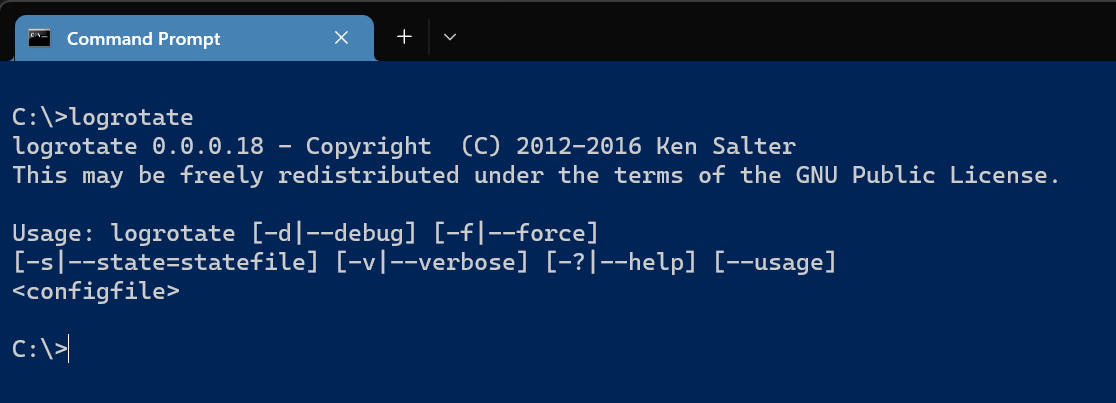 Command Prompt
C:\>logrotate
logrotate 0.0.0.18 - Copyright  (C) 2012-2016 Ken Salter
This may be freely redistributed under the terms of the GNU Public License.
Usage: logrotate [-d|--debug] [-f|--force]
[-s|--state=statefile] [-v|--verbose] [-?|--help] [--usage]
<configfile>
C:\>